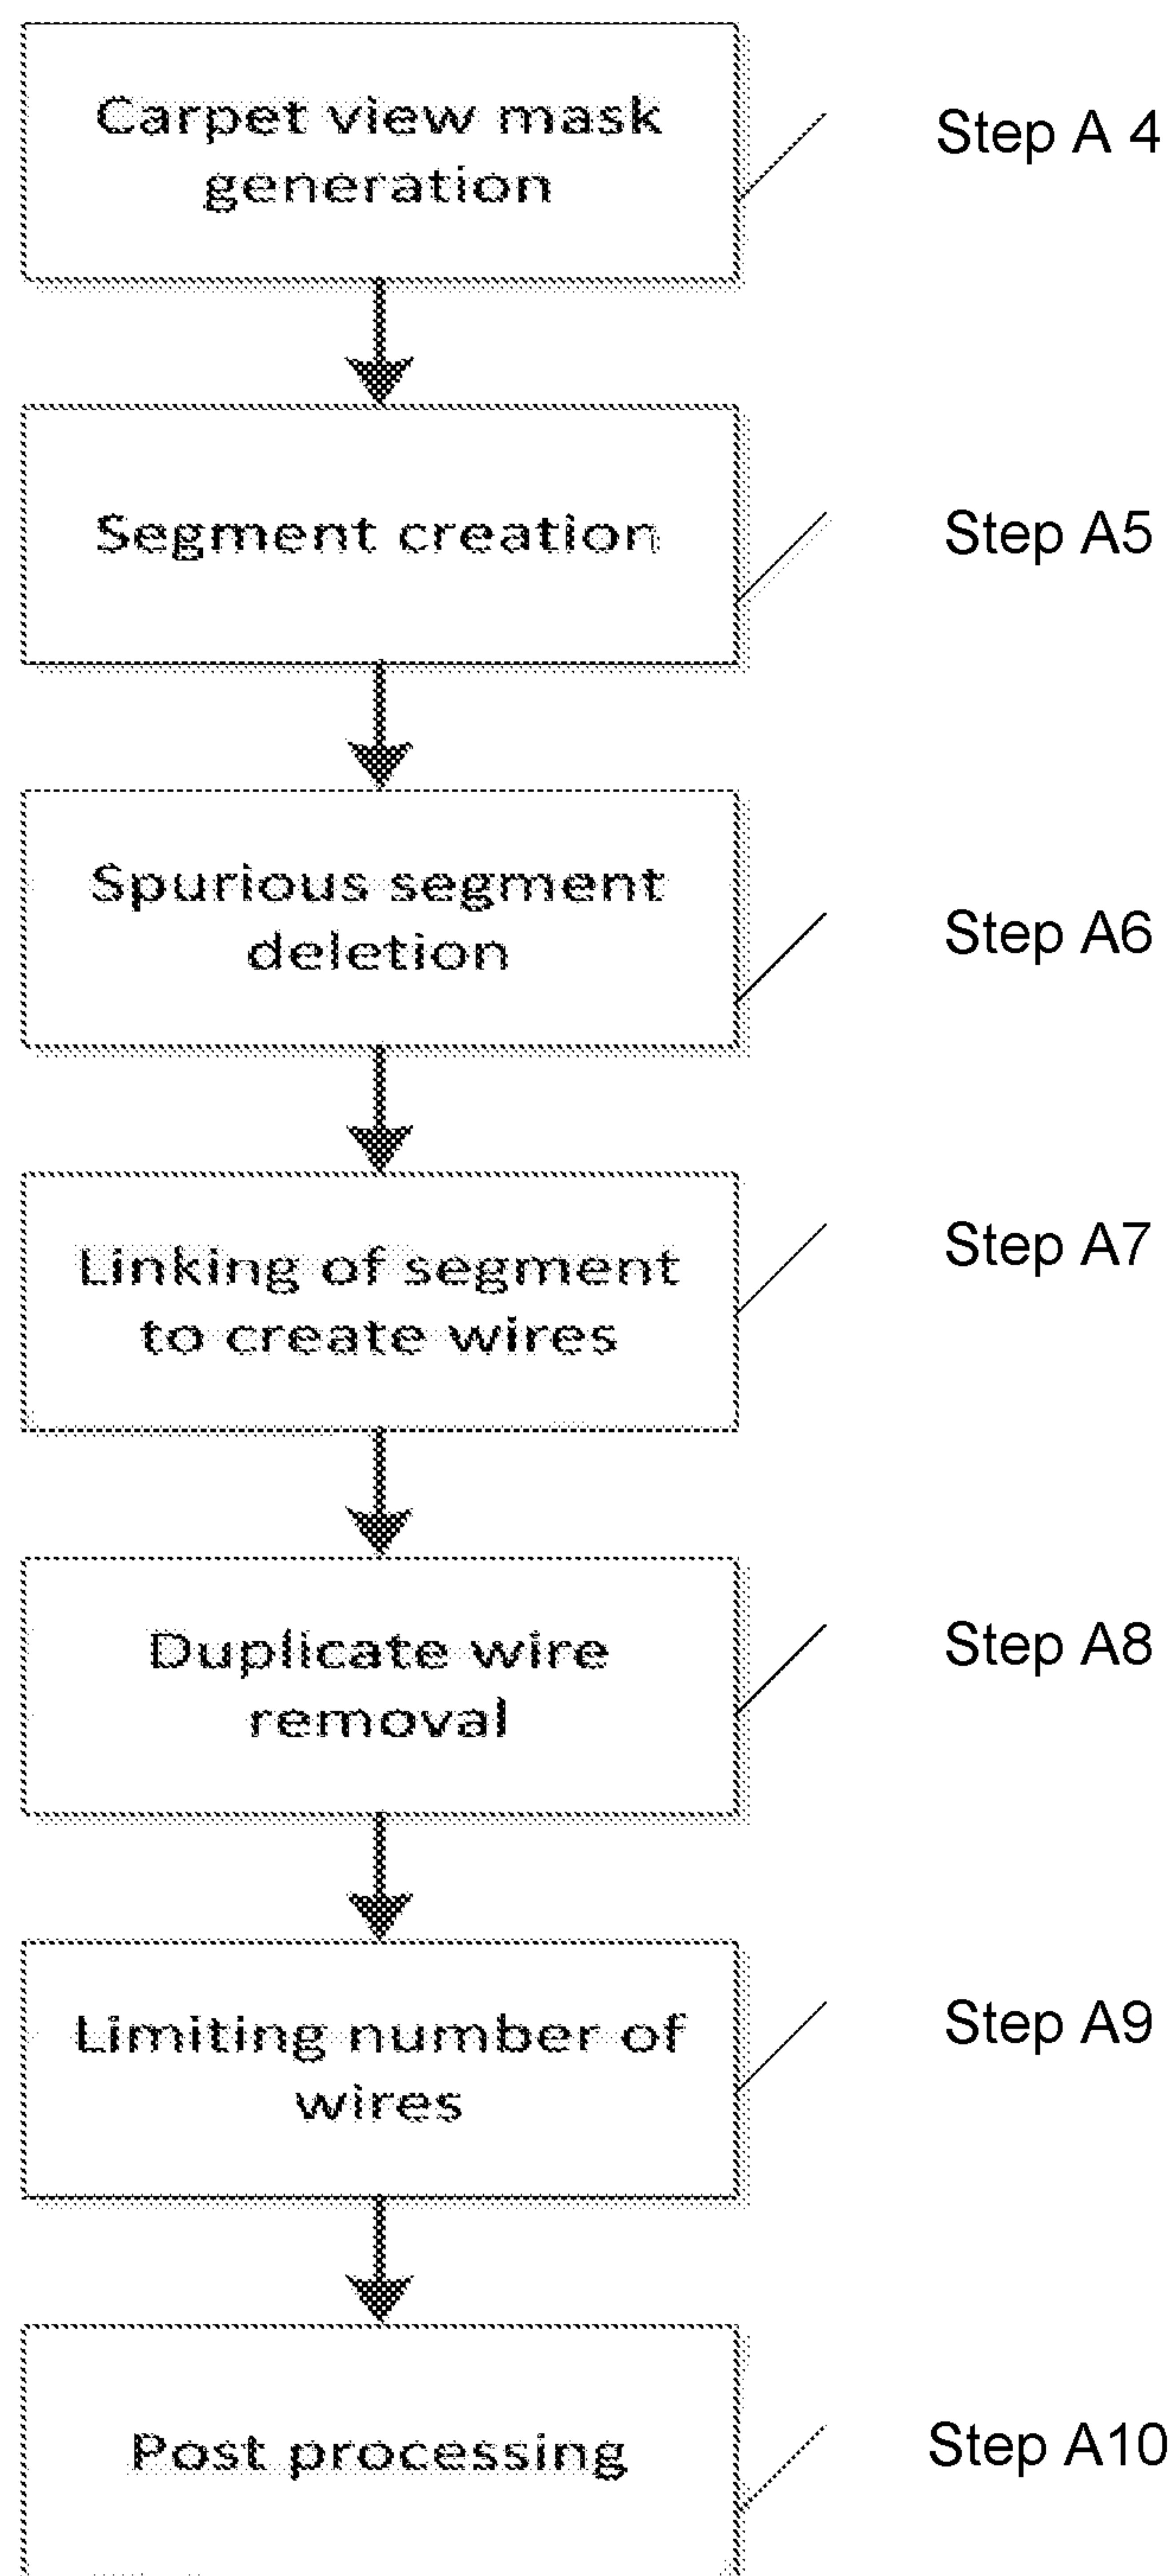 Carpet view mask
generation
Step A 4
Segment creation
Step A5
Spurious segment
deletion
Step A6
Linking of segment
to create wires
Step A7
Duplicate wire
removal
Step A8
Limiting number of
wires
Step A9
Post processing
Step A10